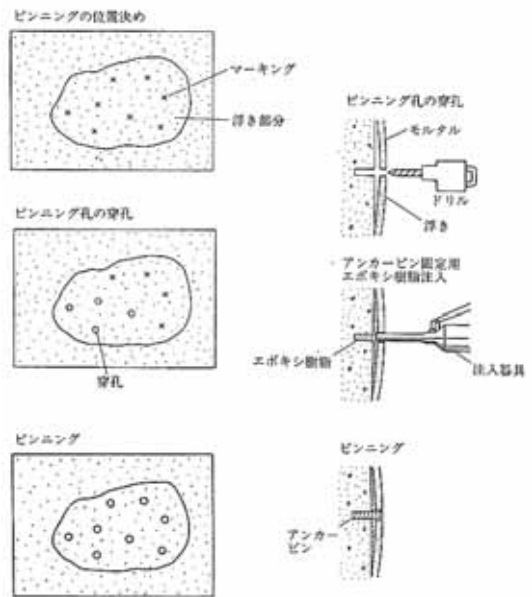 ピンニングの位置決め
マーキング
浮き部分
ピンニング孔の穿孔
穿孔
ピンニング
ピンニング孔の穿孔
モルタル
ドリル
浮き
アンカーピン固定用
エポキシ樹脂注入
エポキシ樹脂
注入器具
ピンニング
アンカー
ピン